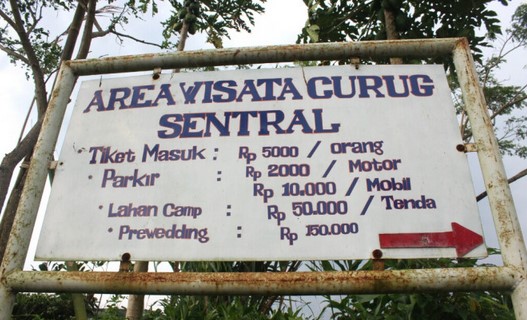 AREA WISATA CURUG
SENTRAL
Tiket Masuk : Rp 5000 / orang
• Parkir : Rp 2000 / Motor
Rp 10.000 / Mobil
• Lahan Camp : Rp 50.000 / Tenda
• Prewedding : Rp 150.000